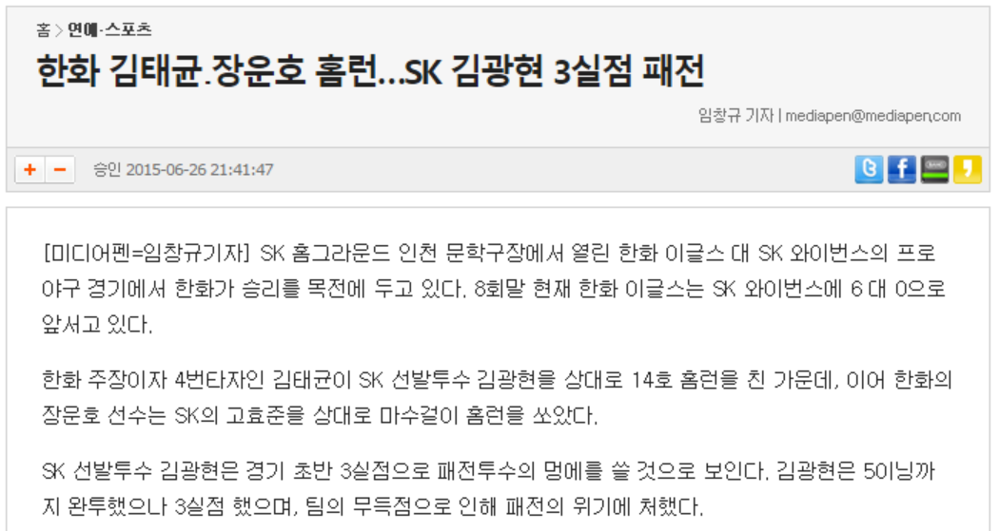 홈 > 연예·스포츠
한화 김태균.장운호 홈런...SK 김광현 3실점 패전
임창규 기자 | mediapen@mediapen.com
+ - 승인 2015-06-26 21:41:47
[미디어펜=임창규기자] SK 홈그라운드 인천 문학구장에서 열린 한화 이글스 대 SK 와이번스의 프로
야구 경기에서 한화가 승리를 목전에 두고 있다. 8회말 현재 한화 이글스는 SK 와이번스에 6 대 0으로
앞서고 있다.
한화 주장이자 4번타자인 김태균이 SK 선발투수 김광현을 상대로 14호 홈런을 친 가운데, 이어 한화의
장운호 선수는 SK의 고효준을 상대로 마수걸이 홈런을 쏘았다.
SK 선발투수 김광현은 경기 초반 3실점으로 패전투수의 멍에를 쓸 것으로 보인다. 김광현은 5이닝까
지 완투했으나 3실점 했으며, 팀의 무득점으로 인해 패전의 위기에 처했다.